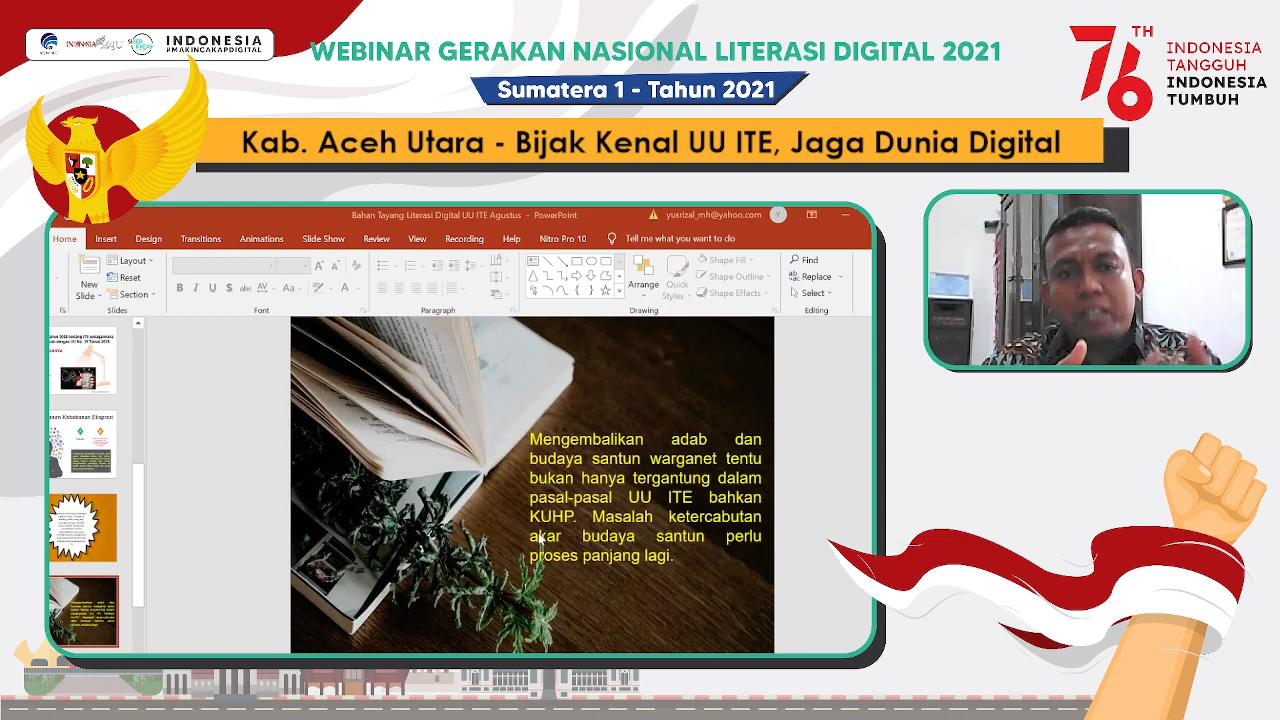 INDONESIA
#MAKINCAKAPDIGITAL
WEBINAR GERAKAN NASIONAL LITERASI DIGITAL 2021
Sumatera 1 - Tahun 2021
76TH
INDONESIA
TANGGUH
INDONESIA
TUMBUH
Kab. Aceh Utara - Bijak Kenal UU ITE, Jaga Dunia Digital
Bahan Tayang Literasi Digital UU ITE Agustus - PowerPoint
yusrizal_mh@yahoo.com
Y
Home Insert Design Transitions Animations Slide Show Review View Recording Help Nitro Pro 10 Tell me what you want to do
New
Slide
Layout
Reset
Section
Slides
B I U S abc AV Aa A
Font
Paragraph
Arrange
Quick
Styles
Shape Fill
Shape Outline
Shape Effects
Drawing
Find
Replace
Select
Editing
Mengembalikan adab dan
budaya santun warganet tentu
bukan hanya tergantung dalam
pasal-pasal UU ITE bahkan
KUHP. Masalah ketercabutan
akar budaya santun perlu
proses panjang lagi.